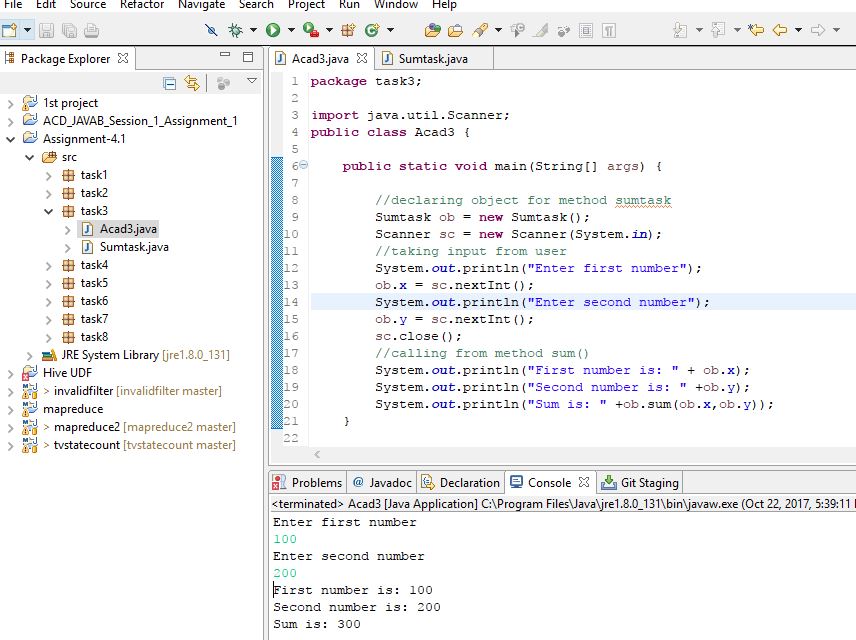 File Edit Source Refactor Navigate Search Project Run Window Help
Package Explorer
1st project
ACD_JAVAB_Session_1_Assignment_1
Assignment-4.1
src
task1
task2
task3
Acad3.java
Sumtask.java
task4
task5
task6
task7
task8
JRE System Library [jre1.8.0_131]
Hive UDF
> invalidfilter [invalidfilter master]
mapreduce
> mapreduce2 [mapreduce2 master]
> tvstatecount [tvstatecount master]
Acad3.java Sumtask.java
1 package task3;
2
3 import java.util.Scanner;
4 public class Acad3 {
5
6 public static void main(String[] args) {
7
8 //declaring object for method sumtask
9 Sumtask ob = new Sumtask();
10 Scanner sc = new Scanner(System.in);
11 //taking input from user
12 System.out.println("Enter first number");
13 ob.x = sc.nextInt();
14 System.out.println("Enter second number");
15 ob.y = sc.nextInt();
16 sc.close();
17 //calling from method sum()
18 System.out.println("First number is: " + ob.x);
19 System.out.println("Second number is: " +ob.y);
20 System.out.println("Sum is: " +ob.sum(ob.x,ob.y));
21 }
22
Problems @ Javadoc Declaration Console Git Staging
<terminated> Acad3 [Java Application] C:\Program Files\Java\jre1.8.0_131\bin\javaw.exe (Oct 22, 2017, 5:39:11
Enter first number
100
Enter second number
200
First number is: 100
Second number is: 200
Sum is: 300